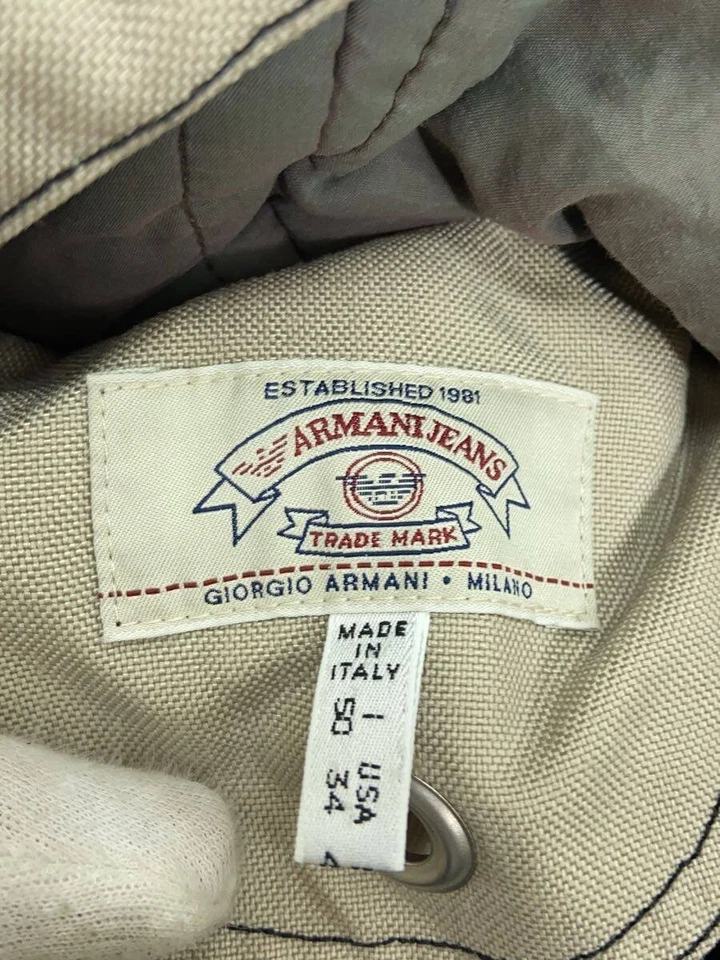 ESTABLISHED 1981
ARMANI JEANS
TRADE MARK
GIORGIO ARMANI • MILANO
MADE
IN
ITALY
I USA
50 34